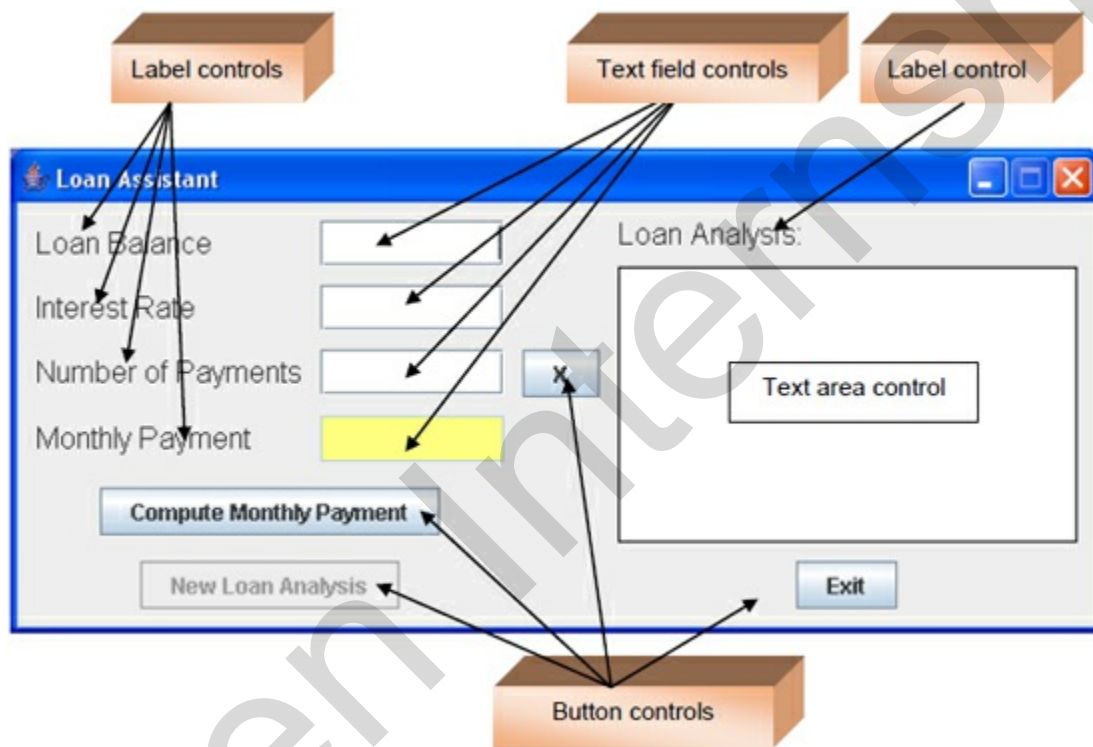 Label controls
Text field controls
Label control
Loan Assistant
Loan Balance
Loan Analysis:
Interest Rate
Number of Payments
X
Text area control
Monthly Payment
Compute Monthly Payment
New Loan Analysis
Exit
Button controls